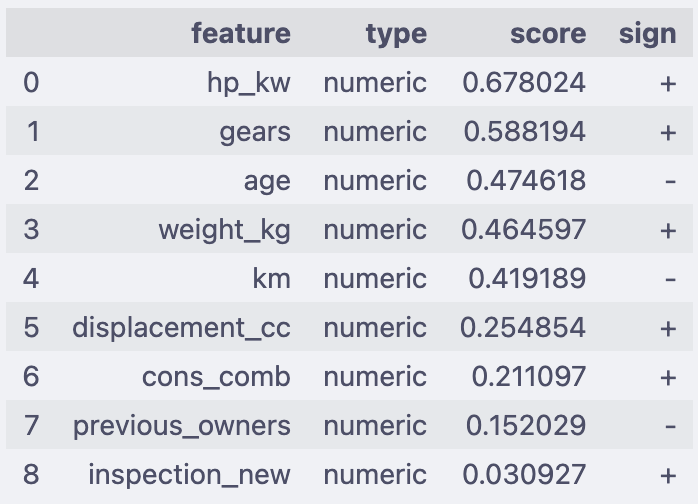 feature type score sign
0 hp_kw numeric 0.678024 +
1 gears numeric 0.588194 +
2 age numeric 0.474618 -
3 weight_kg numeric 0.464597 +
4 km numeric 0.419189 -
5 displacement_cc numeric 0.254854 +
6 cons_comb numeric 0.211097 +
7 previous_owners numeric 0.152029 -
8 inspection_new numeric 0.030927 +